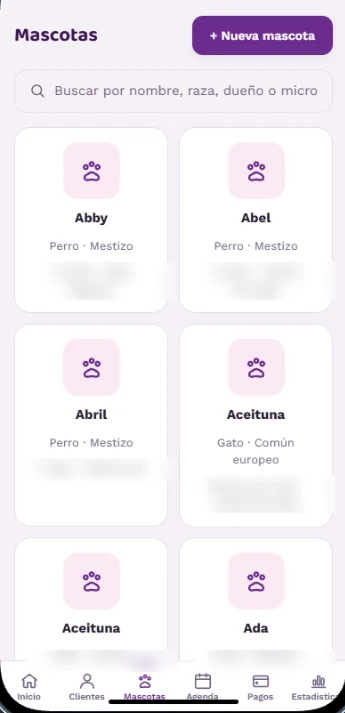 Mascotas
+ Nueva mascota
Buscar por nombre, raza, dueño o micro
Abby
Perro · Mestizo
Abel
Perro · Mestizo
Abril
Perro · Mestizo
Aceituna
Gato · Común
europeo
Aceituna
Ada
Inicio
Clientes
Mascotas
Agenda
Pagos
Estadístic